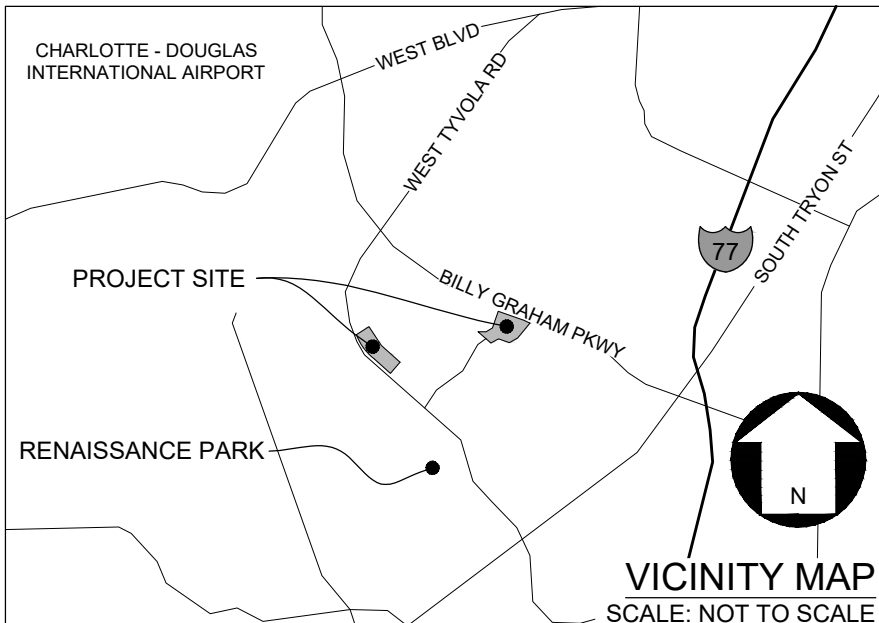 CHARLOTTE - DOUGLAS
INTERNATIONAL AIRPORT
WEST BLVD
WEST TYVOLA RD
SOUTH TRYON ST
77
PROJECT SITE
BILLY GRAHAM PKWY
RENAISSANCE PARK
N
VICINITY MAP
SCALE: NOT TO SCALE